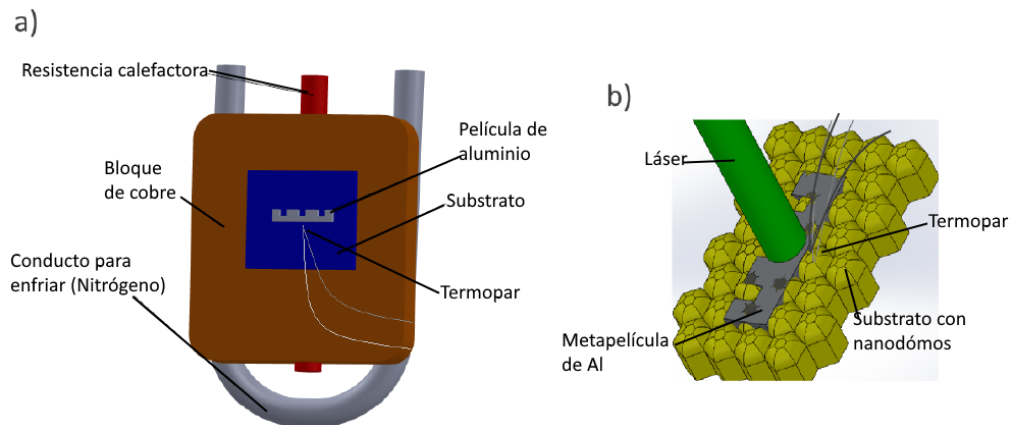 a)
Resistencia calefactora
Película de
aluminio
Bloque
de cobre
Substrato
Conducto para
enfriar (Nitrógeno)
Termopar
b)
Láser
Termopar
Metapelícula
de Al
Substrato con
nanodómos